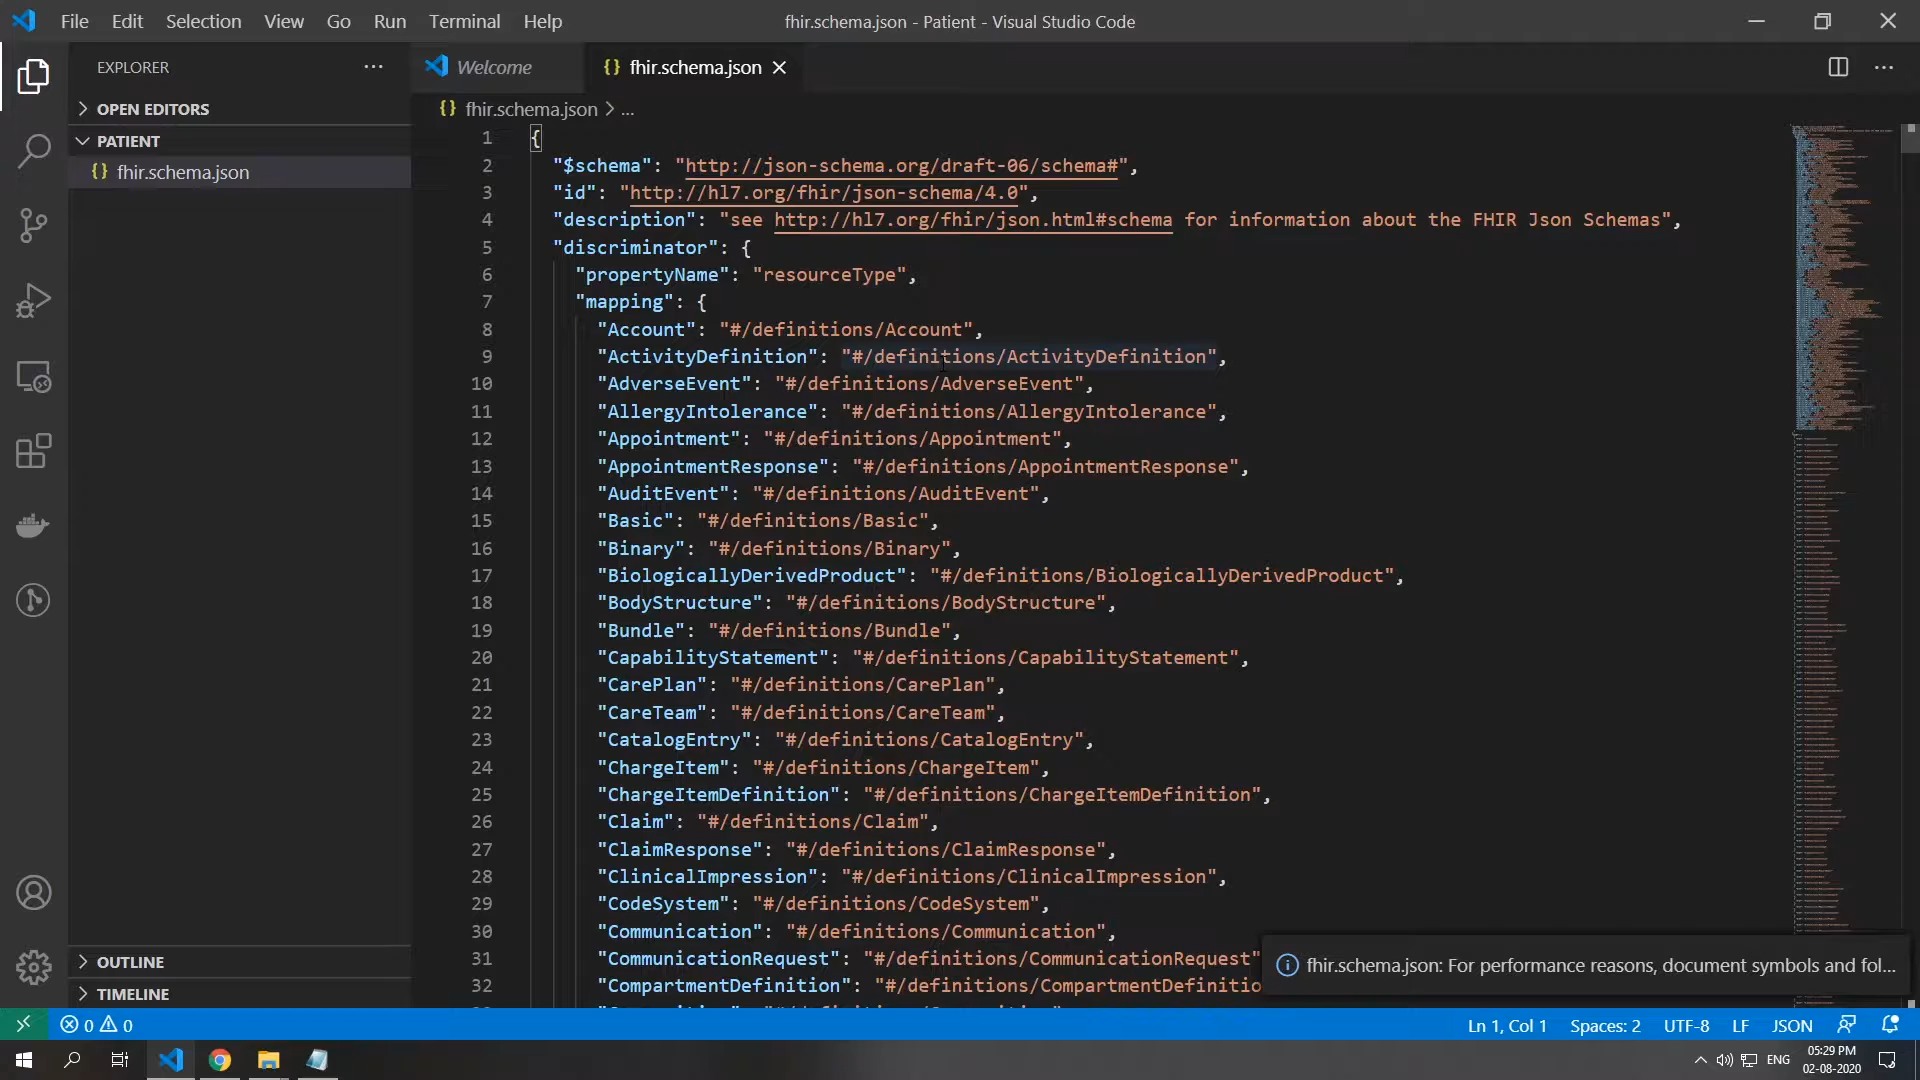 File Edit Selection View Go Run Terminal Help
fhir.schema.json - Patient - Visual Studio Code
EXPLORER
OPEN EDITORS
PATIENT
{} fhir.schema.json
OUTLINE
TIMELINE
Welcome
{} fhir.schema.json
{} fhir.schema.json > ...
1 {
2 "$schema": "http://json-schema.org/draft-06/schema#",
3 "id": "http://hl7.org/fhir/json-schema/4.0",
4 "description": "see http://hl7.org/fhir/json.html#schema for information about the FHIR Json Schemas",
5 "discriminator": {
6 "propertyName": "resourceType",
7 "mapping": {
8 "Account": "#/definitions/Account",
9 "ActivityDefinition": "#/definitions/ActivityDefinition",
10 "AdverseEvent": "#/definitions/AdverseEvent",
11 "AllergyIntolerance": "#/definitions/AllergyIntolerance",
12 "Appointment": "#/definitions/Appointment",
13 "AppointmentResponse": "#/definitions/AppointmentResponse",
14 "AuditEvent": "#/definitions/AuditEvent",
15 "Basic": "#/definitions/Basic",
16 "Binary": "#/definitions/Binary",
17 "BiologicallyDerivedProduct": "#/definitions/BiologicallyDerivedProduct",
18 "BodyStructure": "#/definitions/BodyStructure",
19 "Bundle": "#/definitions/Bundle",
20 "CapabilityStatement": "#/definitions/CapabilityStatement",
21 "CarePlan": "#/definitions/CarePlan",
22 "CareTeam": "#/definitions/CareTeam",
23 "CatalogEntry": "#/definitions/CatalogEntry",
24 "ChargeItem": "#/definitions/ChargeItem",
25 "ChargeItemDefinition": "#/definitions/ChargeItemDefinition",
26 "Claim": "#/definitions/Claim",
27 "ClaimResponse": "#/definitions/ClaimResponse",
28 "ClinicalImpression": "#/definitions/ClinicalImpression",
29 "CodeSystem": "#/definitions/CodeSystem",
30 "Communication": "#/definitions/Communication",
31 "CommunicationRequest": "#/definitions/CommunicationRequest"
32 "CompartmentDefinition": "#/definitions/CompartmentDefinitio
fhir.schema.json: For performance reasons, document symbols and fol...
0 0
Ln 1, Col 1 Spaces: 2 UTF-8 LF JSON
ENG
05:29 PM
02-08-2020